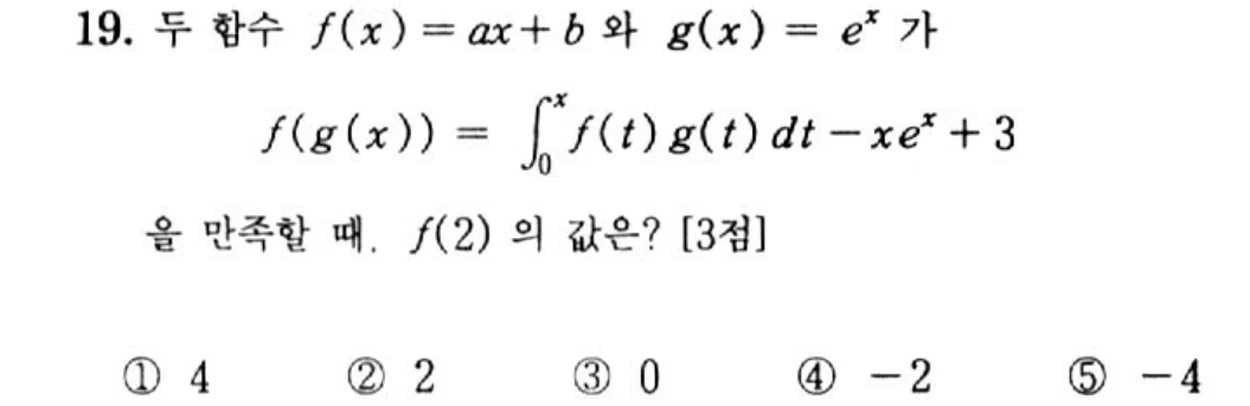 19. 두 함수 f(x) = ax + b 와 g(x) = e^x 가
f(g(x)) = ∫_0^x f(t) g(t) dt − xe^x + 3
을 만족할 때. f(2) 의 값은? [3점]
① 4 ② 2 ③ 0 ④ −2 ⑤ −4